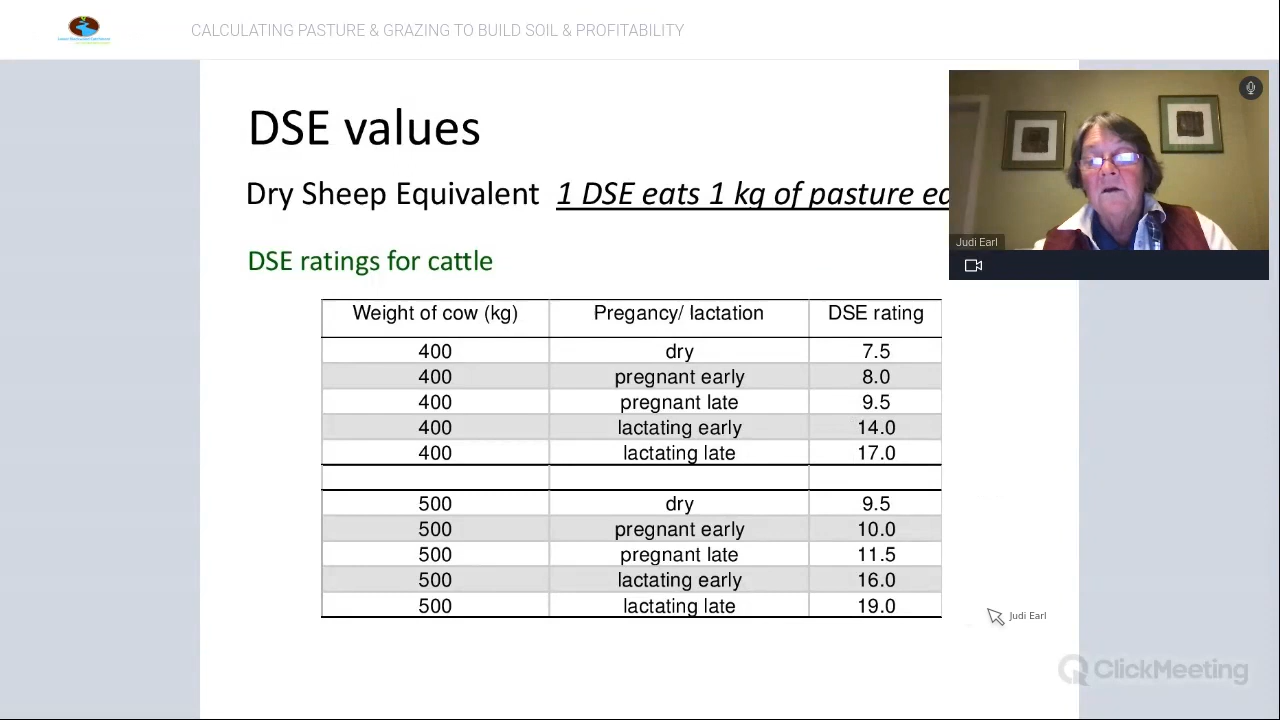 CALCULATING PASTURE & GRAZING TO BUILD SOIL & PROFITABILITY
DSE values
Dry Sheep Equivalent 1 DSE eats 1 kg of pasture
Judi Earl
DSE ratings for cattle
Weight of cow (kg) Pregancy/ lactation DSE rating
400 dry 7.5
400 pregnant early 8.0
400 pregnant late 9.5
400 lactating early 14.0
400 lactating late 17.0
500 dry 9.5
500 pregnant early 10.0
500 pregnant late 11.5
500 lactating early 16.0
500 lactating late 19.0
Judi Earl
ClickMeeting